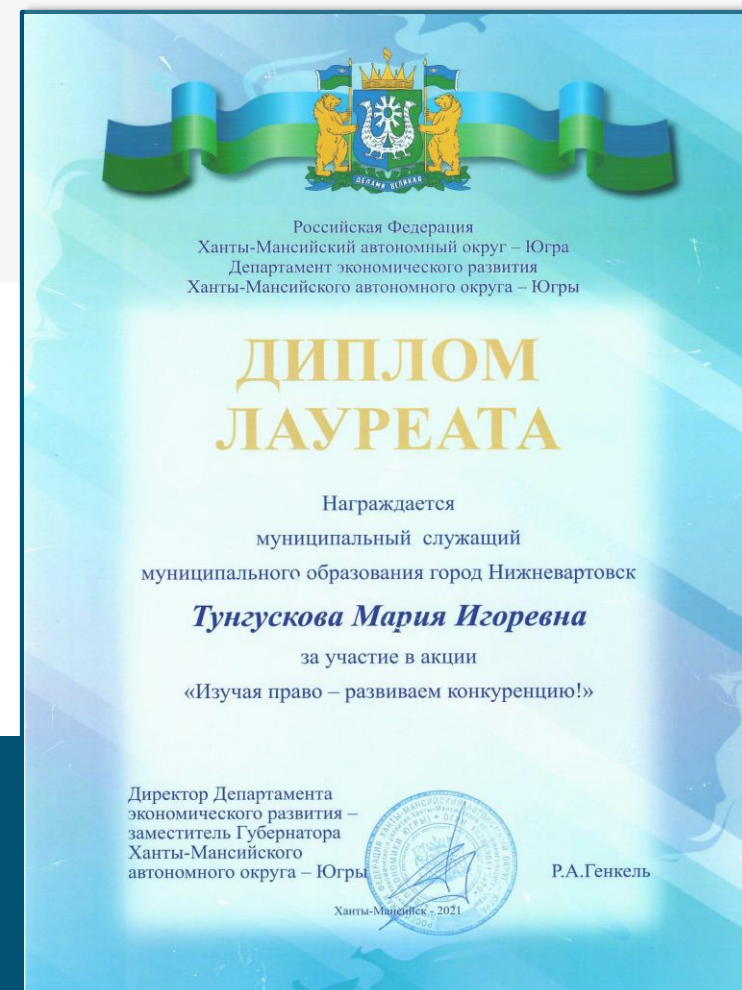 ДЕЛАМИ ВЕЛИКАЯ
Российская Федерация
Ханты-Мансийский автономный округ – Югра
Департамент экономического развития
Ханты-Мансийского автономного округа – Югры
ДИПЛОМ
ЛАУРЕАТА
Награждается
муниципальный служащий
муниципального образования город Нижневартовск
Тунгускова Мария Игоревна
за участие в акции
«Изучая право – развиваем конкуренцию!»
Директор Департамента
экономического развития –
заместитель Губернатора
Ханты-Мансийского
автономного округа – Югры
Р.А.Генкель
Ханты-Мансийск - 2021